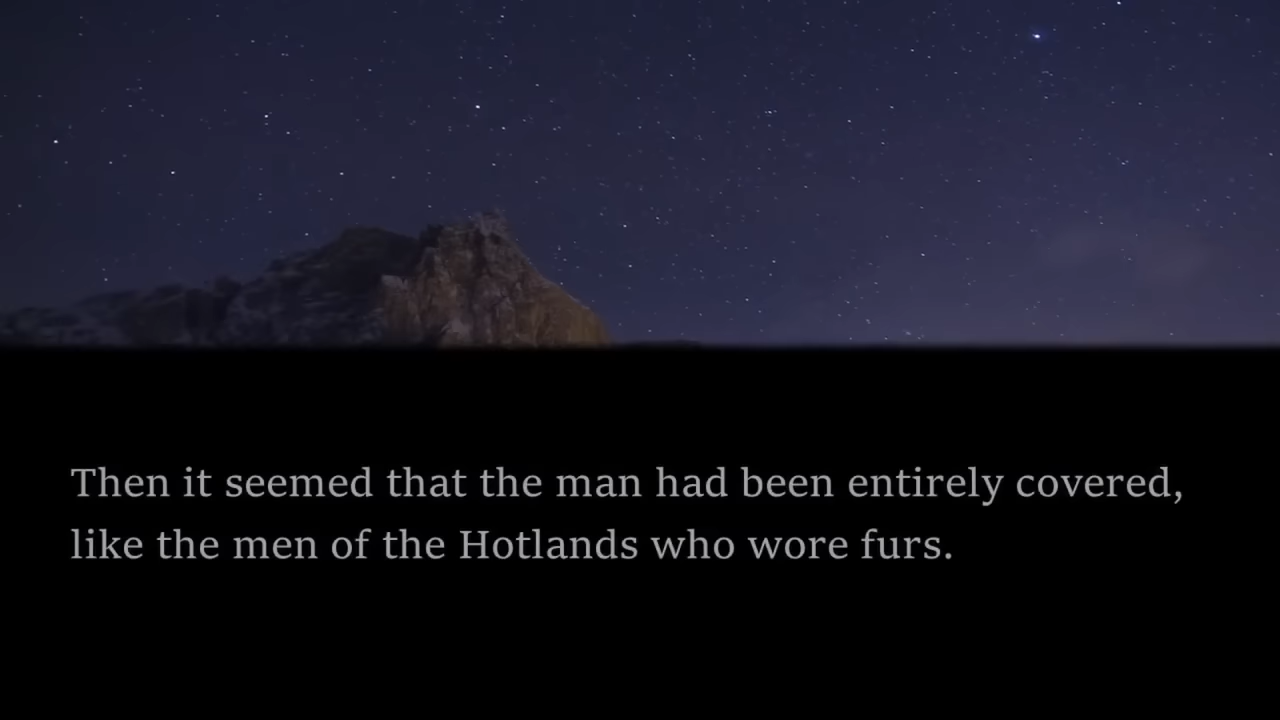 Then it seemed that the man had been entirely covered,
like the men of the Hotlands who wore furs.